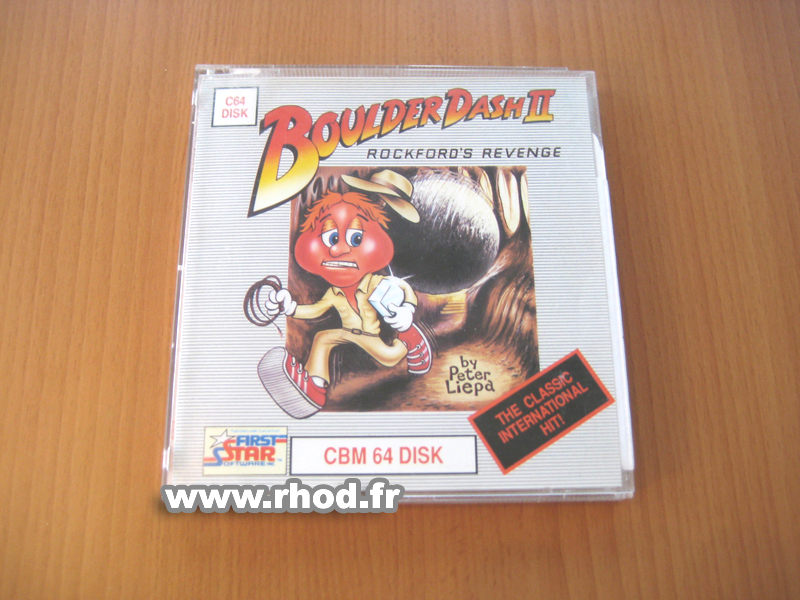 C64
DISK
BOULDER DASH II
ROCKFORD'S REVENGE
by
Peter
Liepa
THE CLASSIC
INTERNATIONAL
HIT!
FIRST
STAR
SOFTWARE INC
CBM 64 DISK
www.rhod.fr